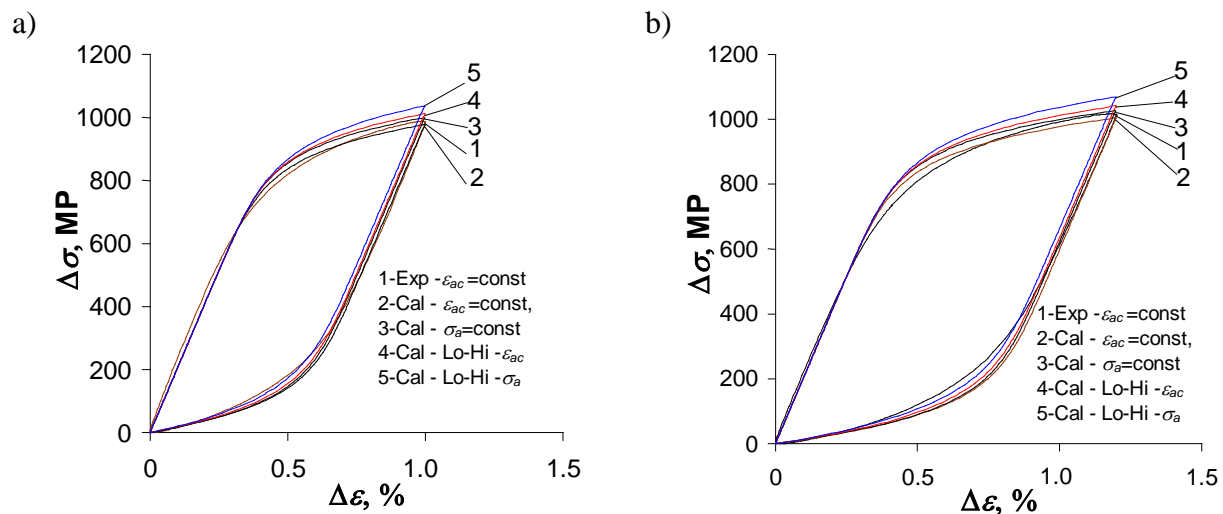 a)
1200
1000
800
600
400
200
0
Δσ, MP
5
4
3
1
2
1-Exp -εac =const
2-Cal - εac =const,
3-Cal - σa=const
4-Cal - Lo-Hi -εac
5-Cal - Lo-Hi -σa
0
0.5
1.0
1.5
Δε, %
b)
1200
1000
800
600
400
200
0
Δσ, MP
5
4
3
1
2
1-Exp -εac =const
2-Cal - εac =const,
3-Cal - σa=const
4-Cal - Lo-Hi -εac
5-Cal - Lo-Hi -σa
0
0.5
1.0
1.5
Δε, %